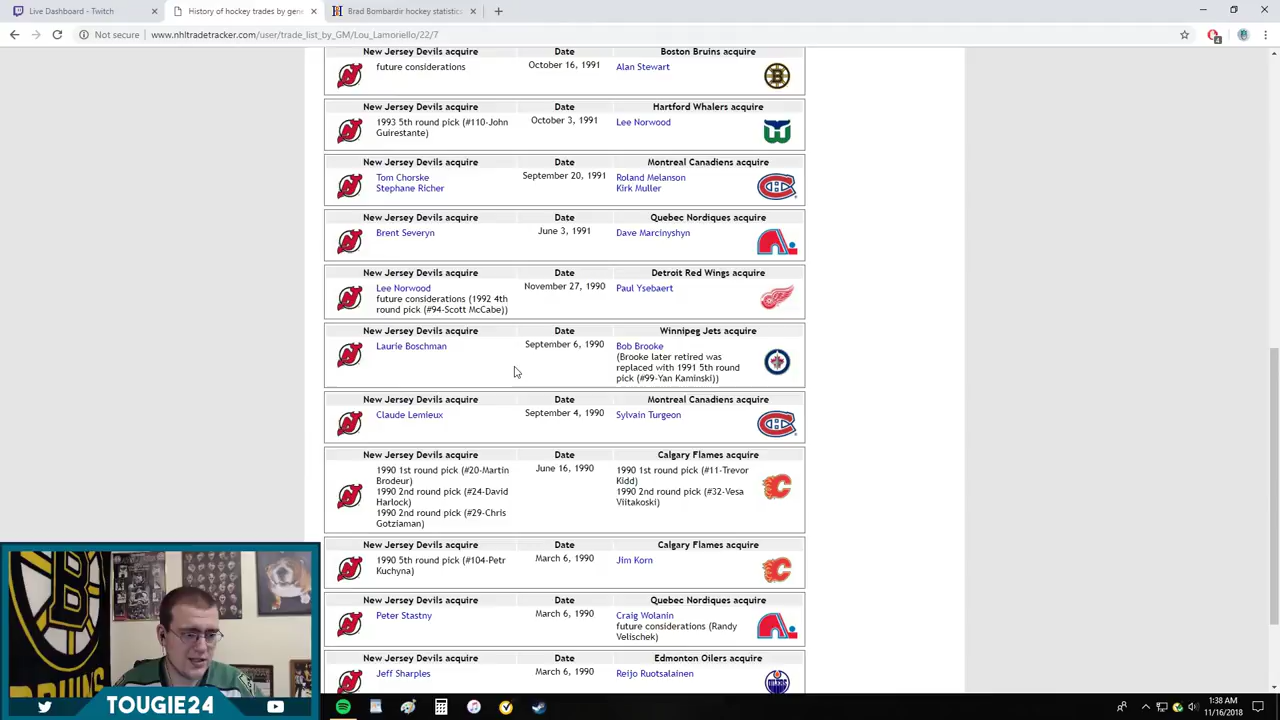 Live Dashboard - Twitch
History of hockey trades by gene
Brad Bombardir hockey statistics
Not secure
www.nhltradetracker.com/user/trade_list_by_GM/Lou_Lamoriello/22/7
4
New Jersey Devils acquire Date Boston Bruins acquire
future considerations October 16, 1991 Alan Stewart
New Jersey Devils acquire Date Hartford Whalers acquire
1993 5th round pick (#110-John October 3, 1991 Lee Norwood
Guirestante)
New Jersey Devils acquire Date Montreal Canadiens acquire
Tom Chorske September 20, 1991 Roland Melanson
Stephane Richer Kirk Muller
New Jersey Devils acquire Date Quebec Nordiques acquire
Brent Severyn June 3, 1991 Dave Marcinyshyn
New Jersey Devils acquire Date Detroit Red Wings acquire
Lee Norwood November 27, 1990 Paul Ysebaert
future considerations (1992 4th
round pick (#94-Scott McCabe))
New Jersey Devils acquire Date Winnipeg Jets acquire
Laurie Boschman September 6, 1990 Bob Brooke
(Brooke later retired was
replaced with 1991 5th round
pick (#99-Yan Kaminski))
New Jersey Devils acquire Date Montreal Canadiens acquire
Claude Lemieux September 4, 1990 Sylvain Turgeon
New Jersey Devils acquire Date Calgary Flames acquire
1990 1st round pick (#20-Martin June 16, 1990 1990 1st round pick (#11-Trevor
Brodeur) Kidd)
1990 2nd round pick (#24-David 1990 2nd round pick (#32-Vesa
Harlock) Viitakoski)
1990 2nd round pick (#29-Chris
Gotziaman)
New Jersey Devils acquire Date Calgary Flames acquire
1990 5th round pick (#104-Petr March 6, 1990 Jim Korn
Kuchyna)
New Jersey Devils acquire Date Quebec Nordiques acquire
Peter Stastny March 6, 1990 Craig Wolanin
future considerations (Randy
Velischek)
New Jersey Devils acquire Date Edmonton Oilers acquire
Jeff Sharples March 6, 1990 Reijo Ruotsalainen
B
BRUINS
TOUGIE24
1:38 AM
11/16/2018